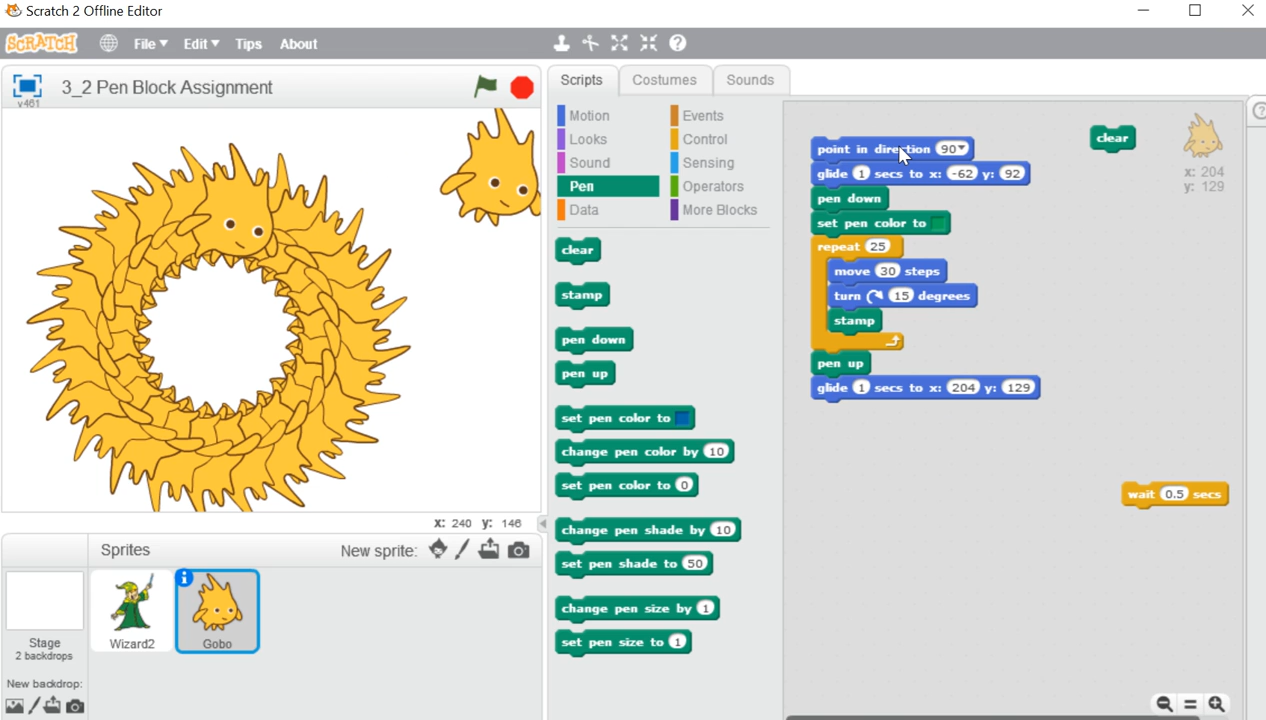 Scratch 2 Offline Editor
SCRATCH File Edit Tips About
3_2 Pen Block Assignment
v461
Scripts Costumes Sounds
Motion Events
Looks Control
Sound Sensing
Pen Operators
Data More Blocks
clear
stamp
pen down
pen up
set pen color to
change pen color by 10
set pen color to 0
change pen shade by 10
set pen shade to 50
change pen size by 1
set pen size to 1
point in direction 90
glide 1 secs to x: -62 y: 92
pen down
set pen color to
repeat 25
move 30 steps
turn 15 degrees
stamp
pen up
glide 1 secs to x: 204 y: 129
clear
x: 204
y: 129
wait 0.5 secs
x: 240 y: 146
Sprites New sprite:
Wizard2
Gobo
Stage
2 backdrops
New backdrop: